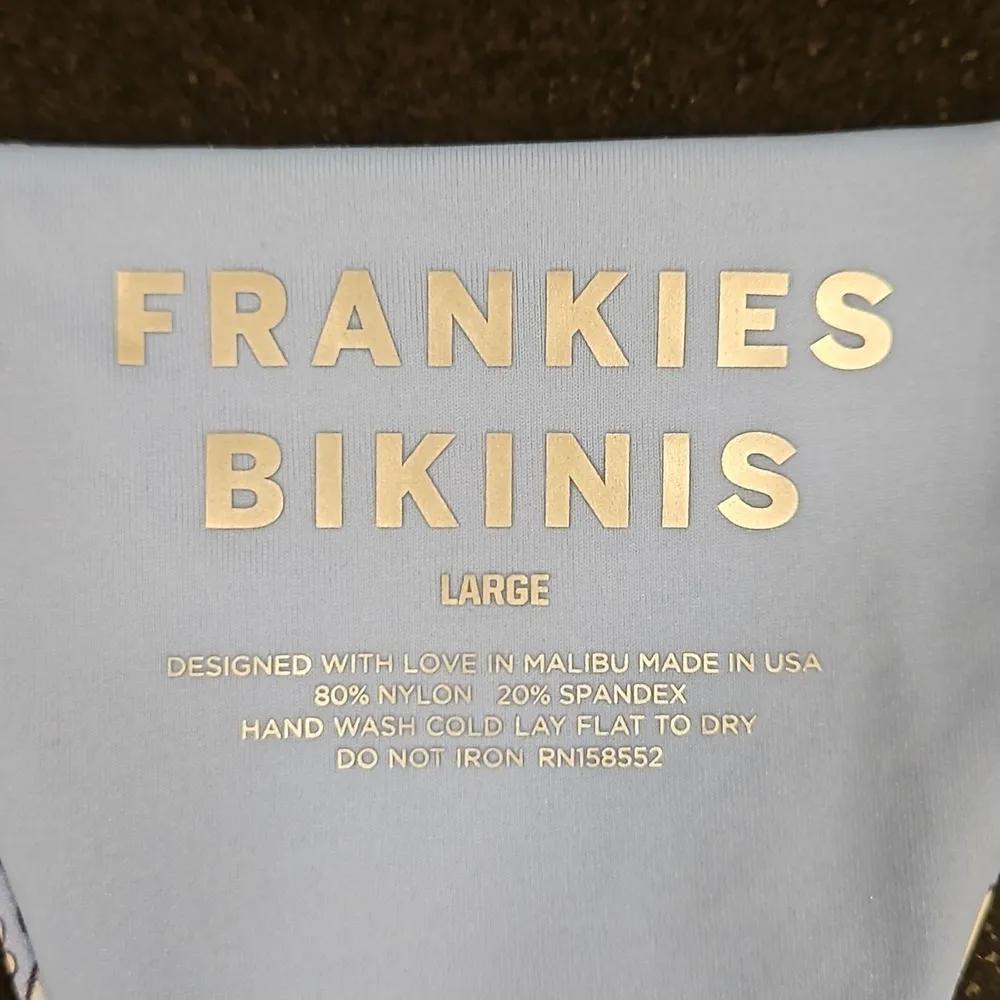 FRANKIES
BIKINIS
LARGE
DESIGNED WITH LOVE IN MALIBU MADE IN USA
80% NYLON 20% SPANDEX
HAND WASH COLD LAY FLAT TO DRY
DO NOT IRON RN158552